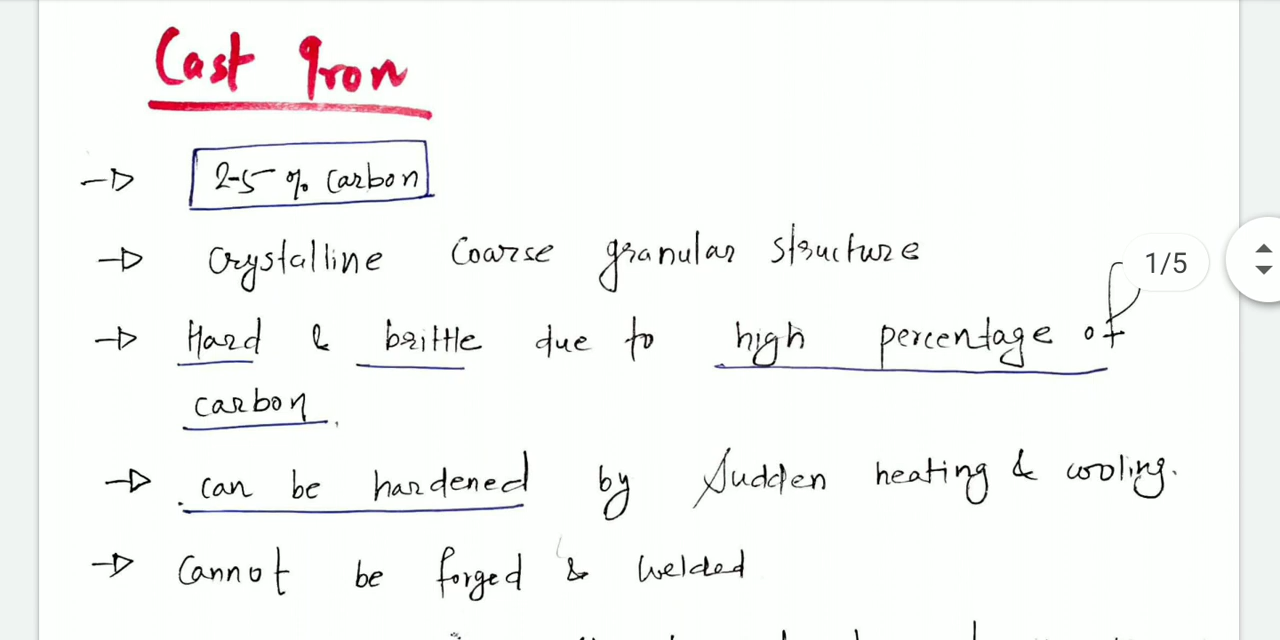 Cast Iron
→ 2-5 % Carbon
→ Crystalline Coarse granular structure
→ Hard & brittle due to high percentage of
carbon.
→ can be hardened by Sudden heating & cooling.
→ Cannot be forged & welded
1/5